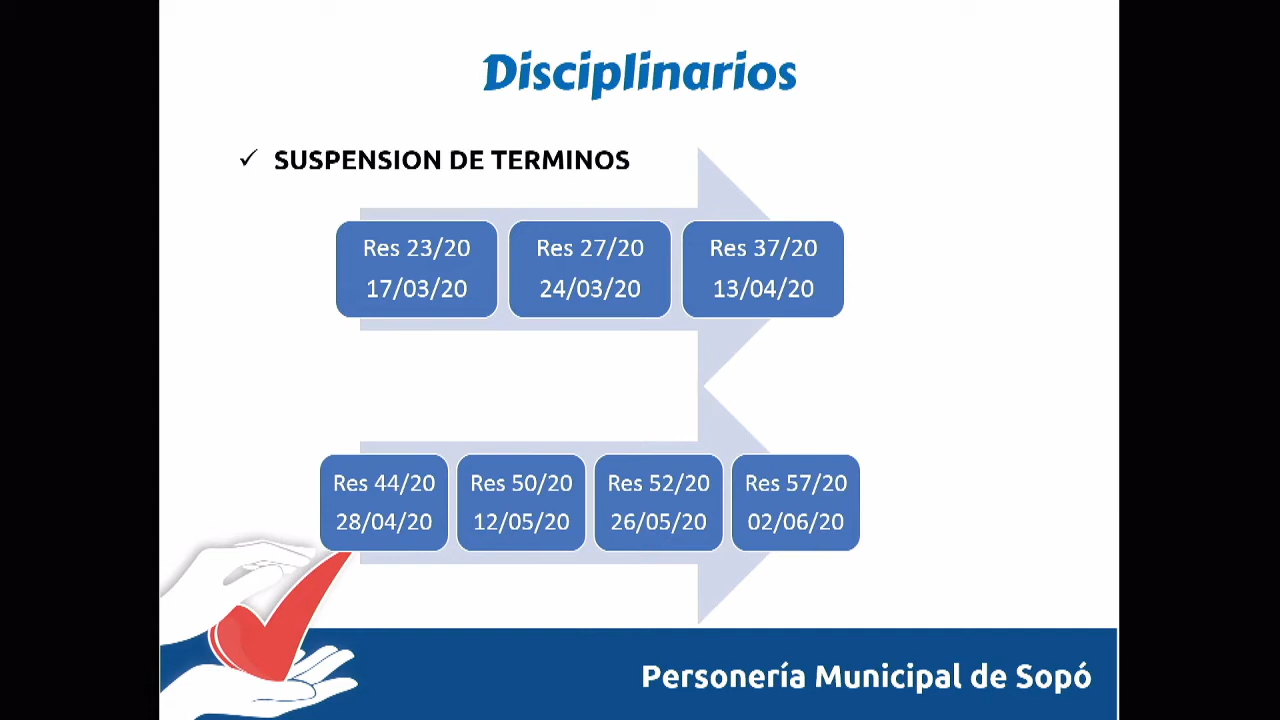 Disciplinarios
✓ SUSPENSION DE TERMINOS
Res 23/20
17/03/20
Res 27/20
24/03/20
Res 37/20
13/04/20
Res 44/20
28/04/20
Res 50/20
12/05/20
Res 52/20
26/05/20
Res 57/20
02/06/20
Personería Municipal de Sopó